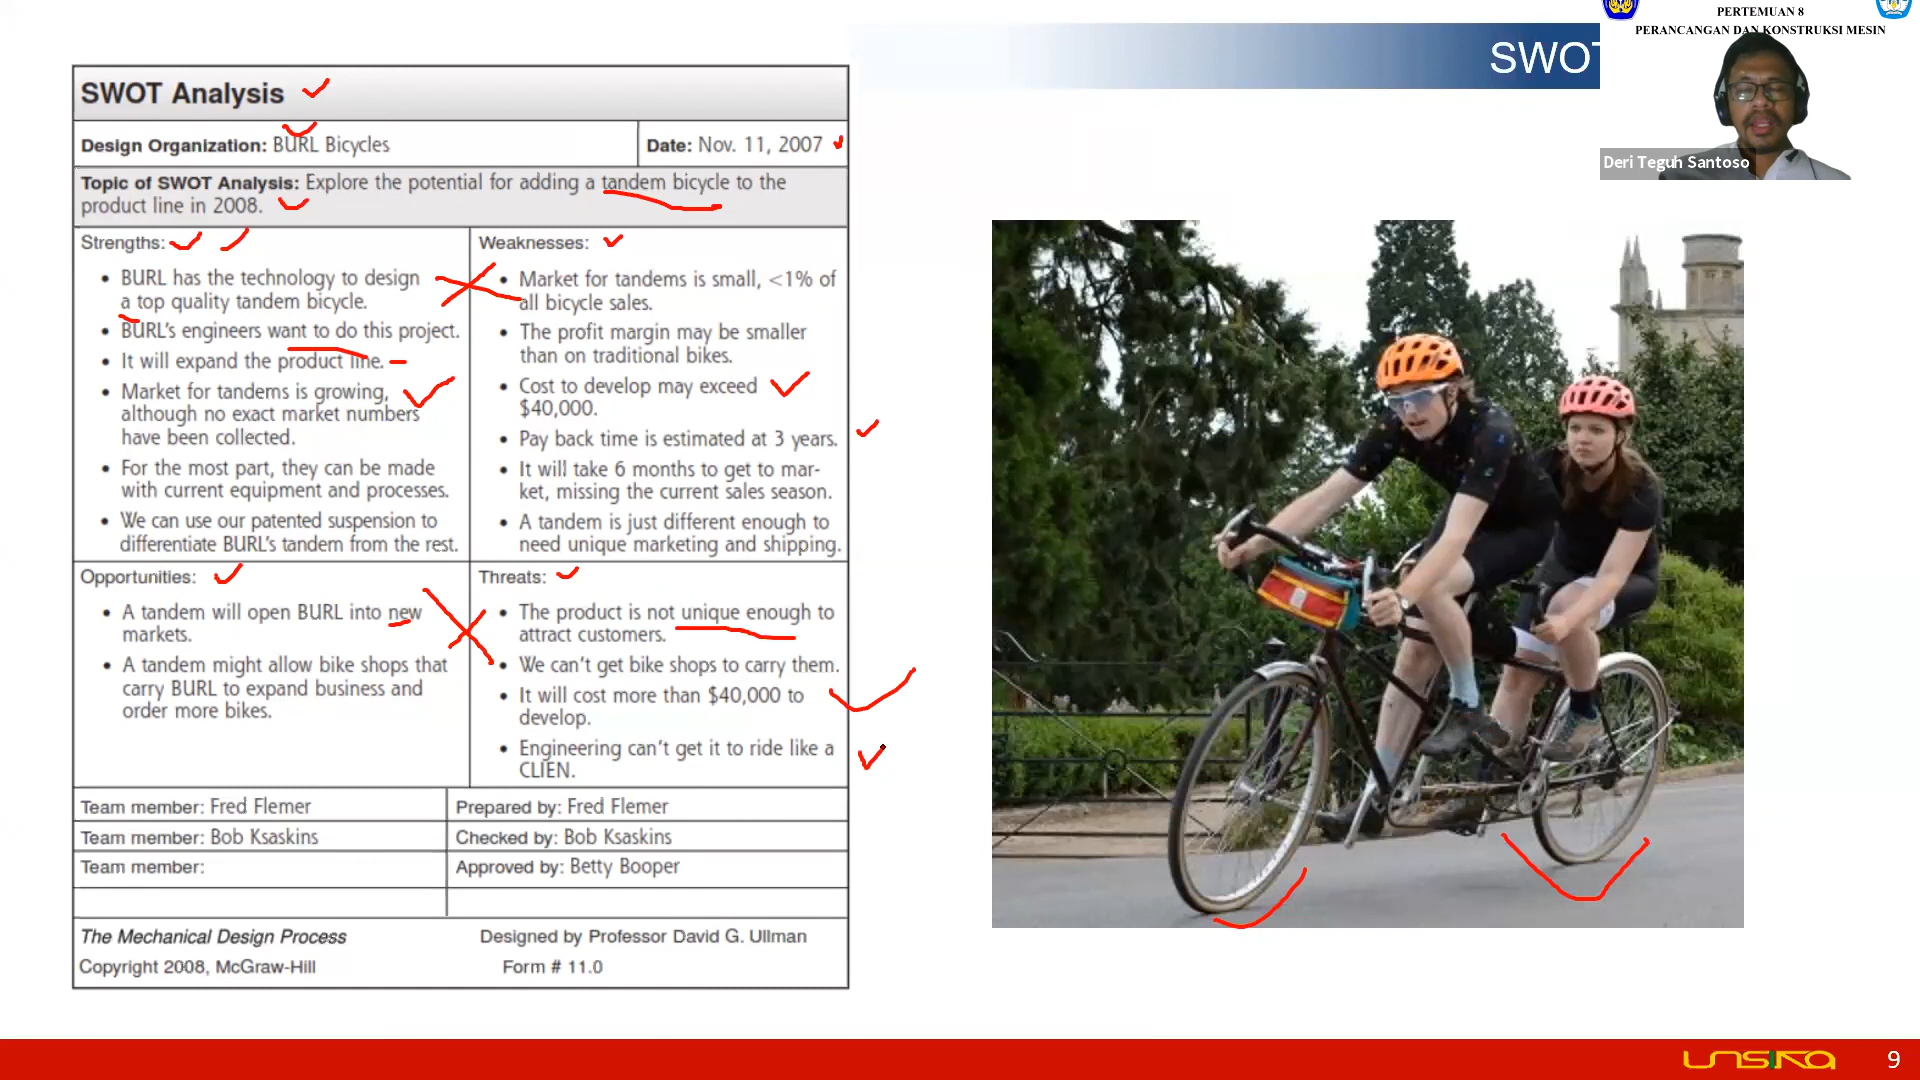 PERTEMUAN 8
PERANCANGAN DAN KONSTRUKSI MESIN
SWO
Deri Teguh Santoso
SWOT Analysis
Design Organization: BURL Bicycles
Date: Nov. 11, 2007
Topic of SWOT Analysis: Explore the potential for adding a tandem bicycle to the
product line in 2008.
Strengths:
• BURL has the technology to design
a top quality tandem bicycle.
• BURL's engineers want to do this project.
• It will expand the product line.
• Market for tandems is growing,
although no exact market numbers
have been collected.
• For the most part, they can be made
with current equipment and processes.
• We can use our patented suspension to
differentiate BURL's tandem from the rest.
Weaknesses:
• Market for tandems is small, <1% of
all bicycle sales.
• The profit margin may be smaller
than on traditional bikes.
• Cost to develop may exceed
$40,000.
• Pay back time is estimated at 3 years.
• It will take 6 months to get to mar-
ket, missing the current sales season.
• A tandem is just different enough to
need unique marketing and shipping.
Opportunities:
• A tandem will open BURL into new
markets.
• A tandem might allow bike shops that
carry BURL to expand business and
order more bikes.
Threats:
• The product is not unique enough to
attract customers.
• We can't get bike shops to carry them.
• It will cost more than $40,000 to
develop.
• Engineering can't get it to ride like a
CLIEN.
Team member: Fred Flemer
Prepared by: Fred Flemer
Team member: Bob Ksaskins
Checked by: Bob Ksaskins
Team member:
Approved by: Betty Booper
The Mechanical Design Process
Designed by Professor David G. Ullman
Copyright 2008, McGraw-Hill
Form # 11.0
UNSIKA
9